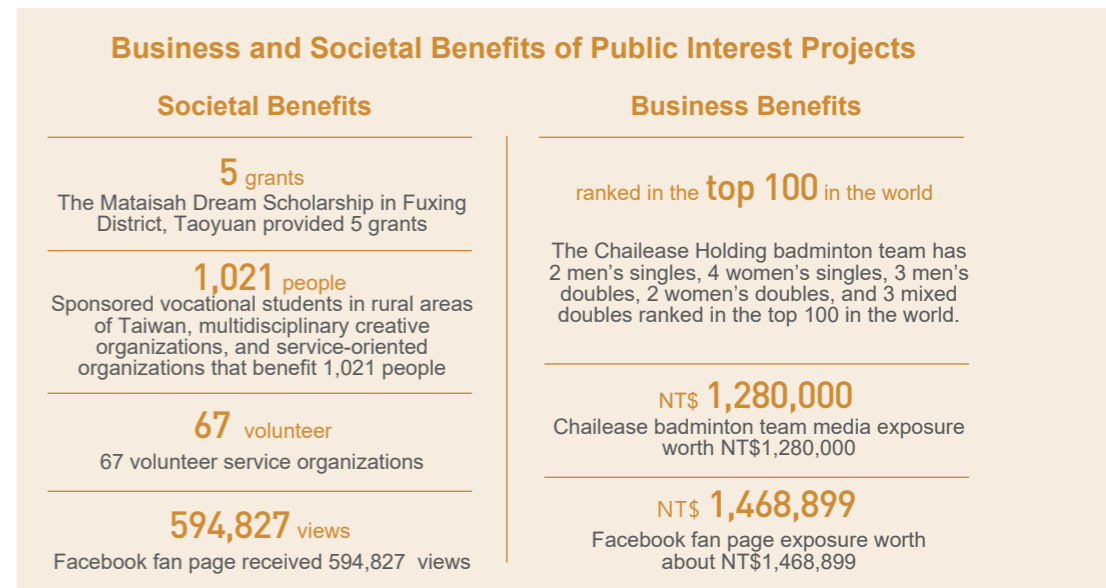 Business and Societal Benefits of Public Interest Projects
Societal Benefits
5 grants
The Mataisah Dream Scholarship in Fuxing
District, Taoyuan provided 5 grants
1,021 people
Sponsored vocational students in rural areas
of Taiwan, multidisciplinary creative
organizations, and service-oriented
organizations that benefit 1,021 people
67 volunteer
67 volunteer service organizations
594,827 views
Facebook fan page received 594,827 views
Business Benefits
ranked in the top 100 in the world
The Chailease Holding badminton team has
2 men’s singles, 4 women’s singles, 3 men’s
doubles, 2 women’s doubles, and 3 mixed
doubles ranked in the top 100 in the world.
NT$ 1,280,000
Chailease badminton team media exposure
worth NT$1,280,000
NT$ 1,468,899
Facebook fan page exposure worth
about NT$1,468,899